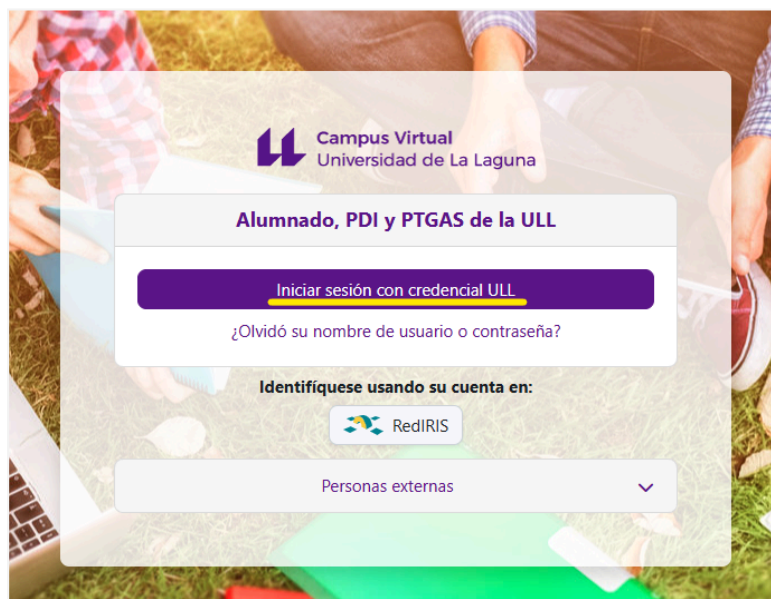 Campus Virtual
Universidad de La Laguna
Alumnado, PDI y PTGAS de la ULL
Iniciar sesión con credencial ULL
¿Olvidó su nombre de usuario o contraseña?
Identifíquese usando su cuenta en:
RedIRIS
Personas externas